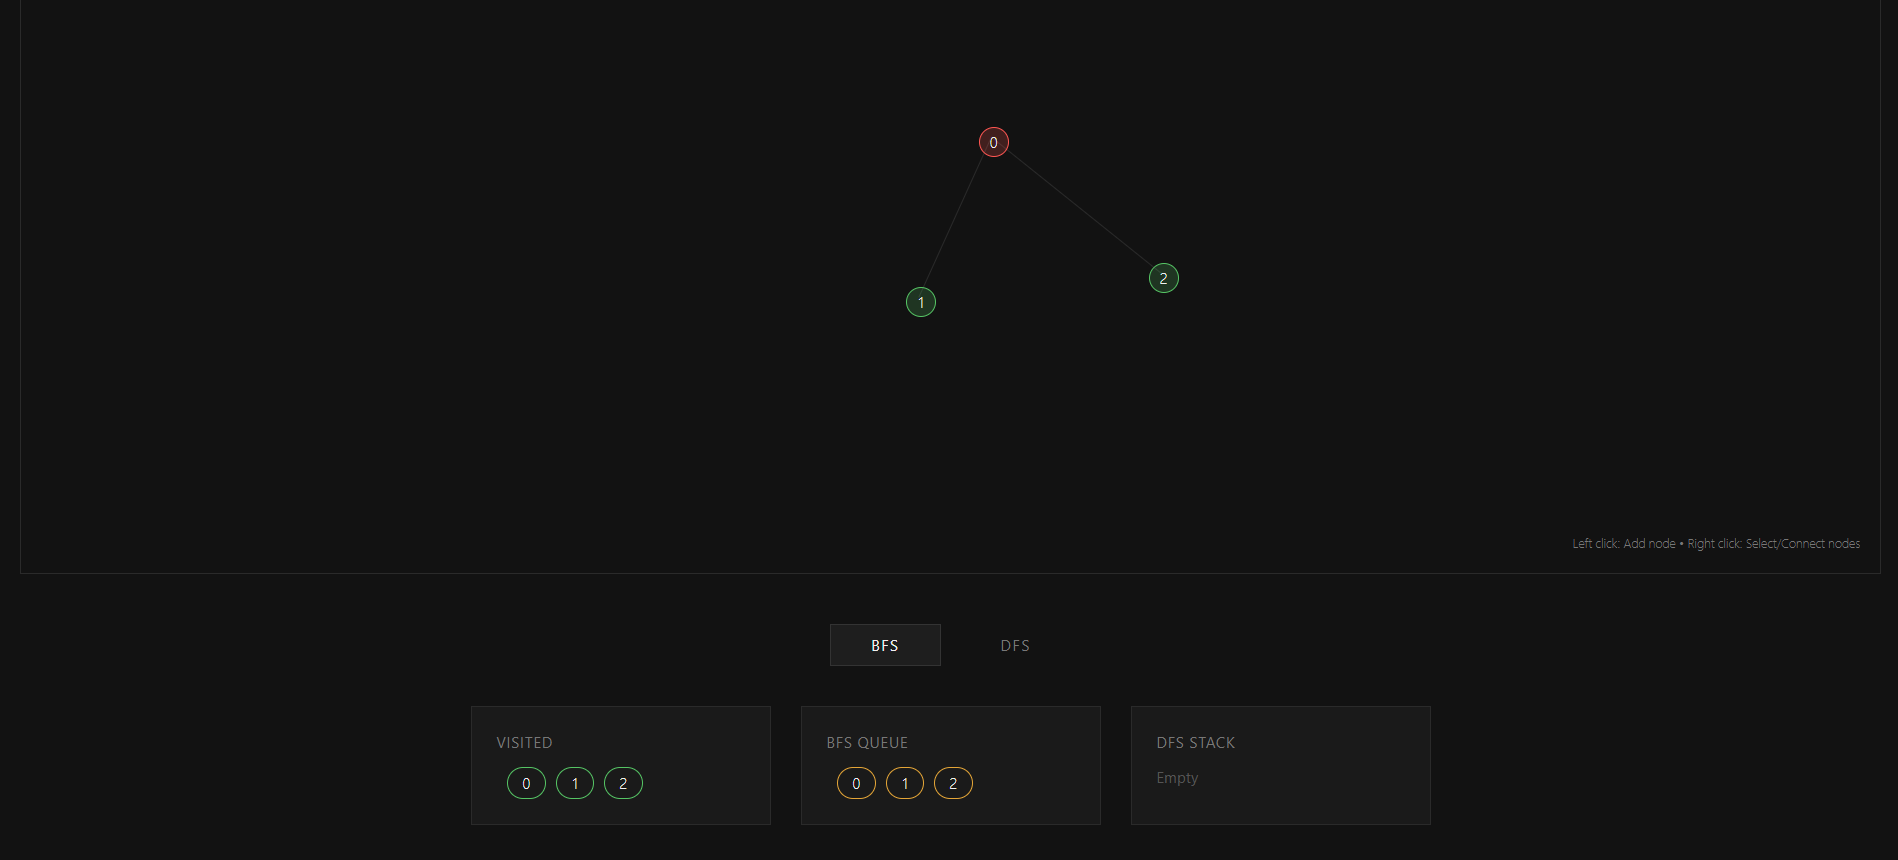 0
2
1
Left click: Add node • Right click: Select/Connect nodes
BFS DFS
VISITED BFS QUEUE DFS STACK
0 1 2 0 1 2 Empty